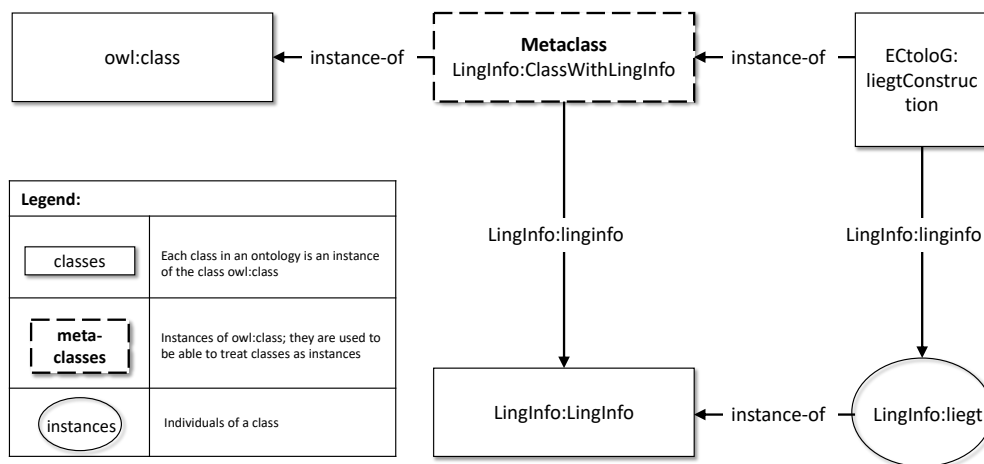 owl:class
instance-of
Metaclass
LingInfo:ClassWithLingInfo
instance-of
ECtoloG:
liegtConstruc
tion
LingInfo:linginfo
LingInfo:linginfo
Legend:
classes
Each class in an ontology is an instance
of the class owl:class
meta-
classes
Instances of owl:class; they are used to
be able to treat classes as instances
instances
Individuals of a class
LingInfo:LingInfo
instance-of
LingInfo:liegt